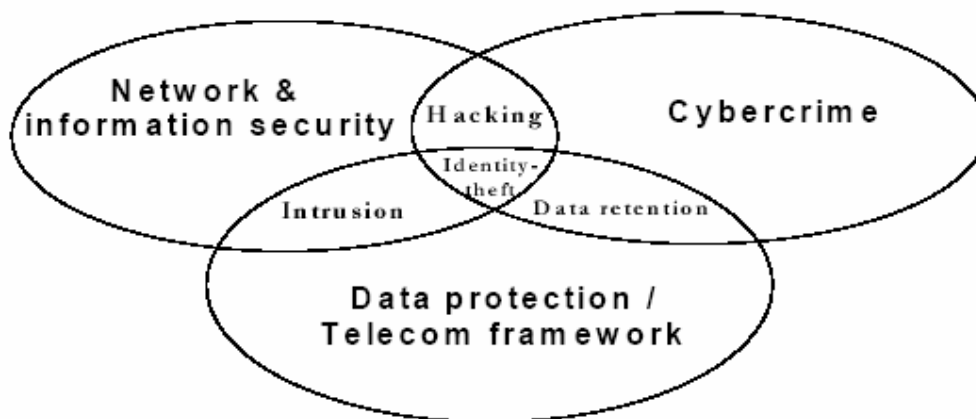 Network &
information security
Hacking
Cybercrime
Identity-
theft
Intrusion
Data retention
Data protection /
Telecom framework